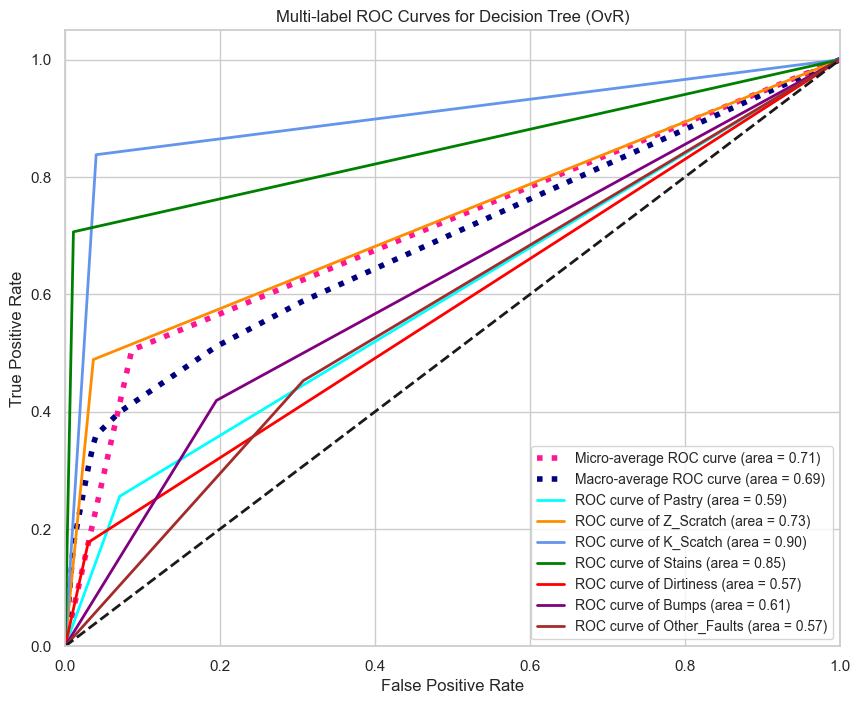 Multi-label ROC Curves for Decision Tree (OvR)
True Positive Rate
1.0
0.8
0.6
0.4
0.2
0.0
Micro-average ROC curve (area = 0.71)
Macro-average ROC curve (area = 0.69)
ROC curve of Pastry (area = 0.59)
ROC curve of Z_Scratch (area = 0.73)
ROC curve of K_Scatch (area = 0.90)
ROC curve of Stains (area = 0.85)
ROC curve of Dirtiness (area = 0.57)
ROC curve of Bumps (area = 0.61)
ROC curve of Other_Faults (area = 0.57)
0.0 0.2 0.4 0.6 0.8 1.0
False Positive Rate